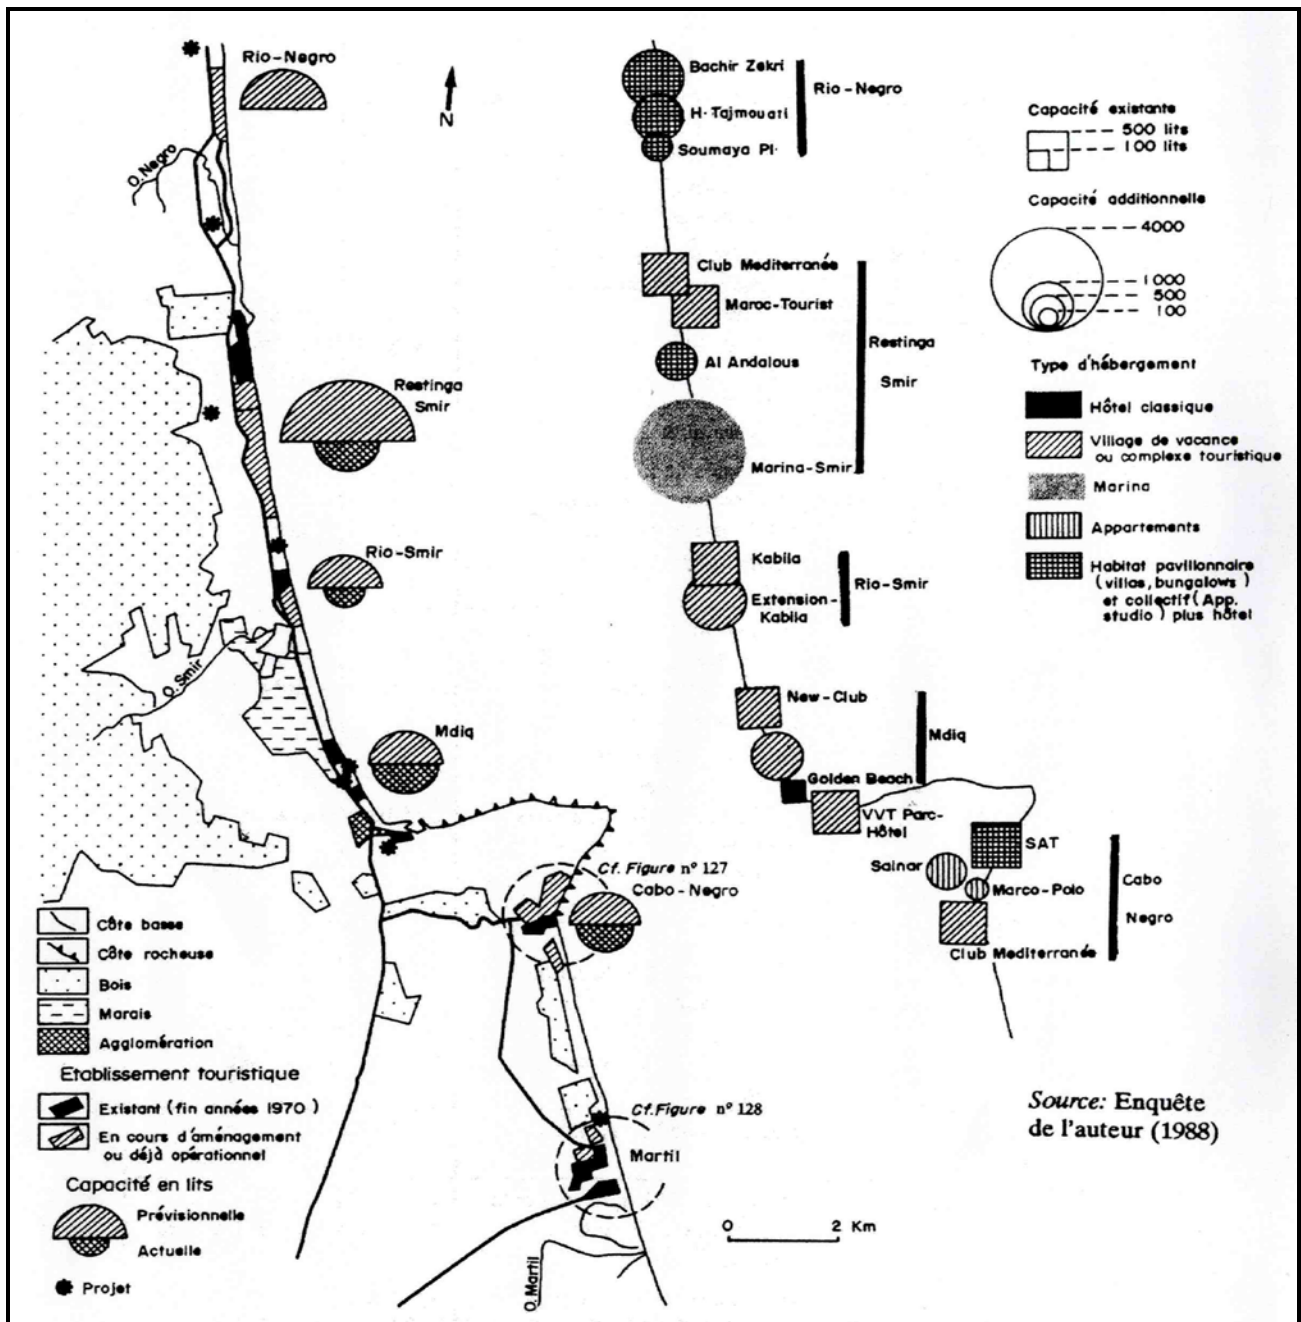 Rio-Negro
N
O. Negro
Restinga
Smir
Rio-Smir
O. Smir
Mdiq
Cf. Figure n° 127
Cabo-Negro
Cf. Figure n° 128
Martil
O. Martil
0 2 Km
Côte basse
Côte rocheuse
Bois
Marais
Agglomération
Etablissement touristique
Existant (fin années 1970)
En cours d'aménagement
ou déjà opérationnel
Capacité en lits
Prévisionnelle
Actuelle
Projet
Bachir Zekri
H. Tajmouati
Soumaya Pl.
Rio-Negro
Club Mediterranée
Maroc-Tourist
Al Andalous
Marina-Smir
Restinga
Smir
Kabila
Extension-
Kabila
Rio-Smir
New-Club
Golden Beach
VVT Parc-
Hôtel
Mdiq
SAT
Sainar
Marco-Polo
Club Mediterranée
Cabo
Negro
Capacité existante
500 lits
100 lits
Capacité additionnelle
4000
1000
500
100
Type d'hébergement
Hôtel classique
Village de vacance
ou complexe touristique
Marina
Appartements
Habitat pavillonnaire
(villas, bungalows)
et collectif (App.
studio) plus hôtel
Source: Enquête
de l'auteur (1988)